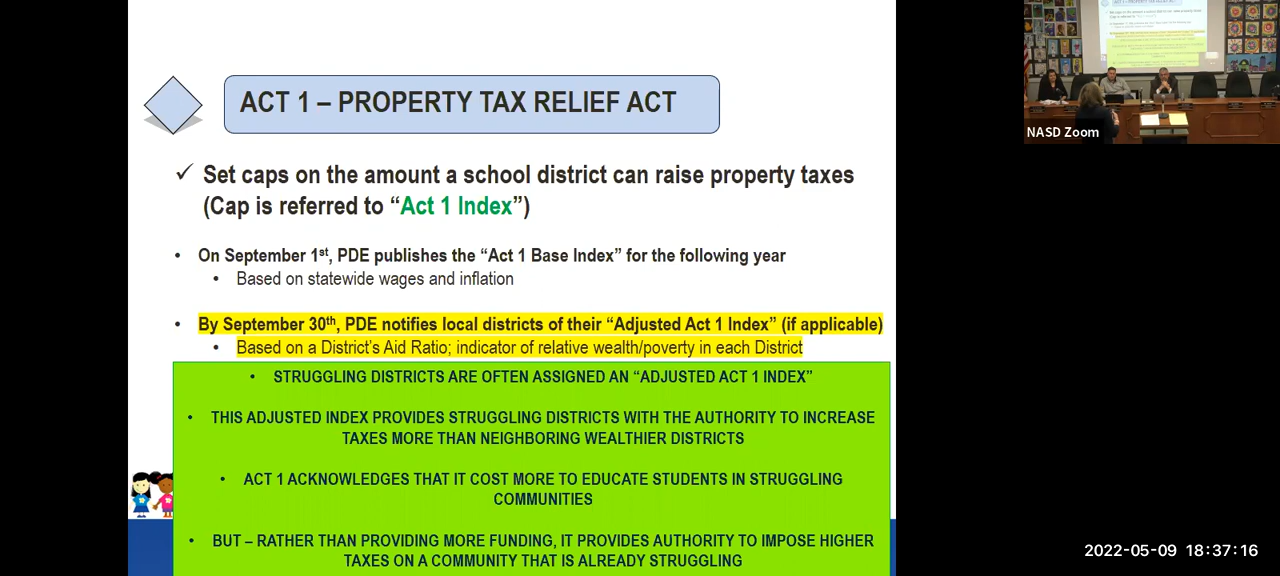 ACT 1 – PROPERTY TAX RELIEF ACT
✓ Set caps on the amount a school district can raise property taxes
(Cap is referred to “Act 1 Index”)
• On September 1st, PDE publishes the “Act 1 Base Index” for the following year
• Based on statewide wages and inflation
• By September 30th, PDE notifies local districts of their “Adjusted Act 1 Index” (if applicable)
• Based on a District’s Aid Ratio; indicator of relative wealth/poverty in each District
• STRUGGLING DISTRICTS ARE OFTEN ASSIGNED AN “ADJUSTED ACT 1 INDEX”
• THIS ADJUSTED INDEX PROVIDES STRUGGLING DISTRICTS WITH THE AUTHORITY TO INCREASE
TAXES MORE THAN NEIGHBORING WEALTHIER DISTRICTS
• ACT 1 ACKNOWLEDGES THAT IT COST MORE TO EDUCATE STUDENTS IN STRUGGLING
COMMUNITIES
• BUT – RATHER THAN PROVIDING MORE FUNDING, IT PROVIDES AUTHORITY TO IMPOSE HIGHER
TAXES ON A COMMUNITY THAT IS ALREADY STRUGGLING
NASD Zoom
2022-05-09 18:37:16